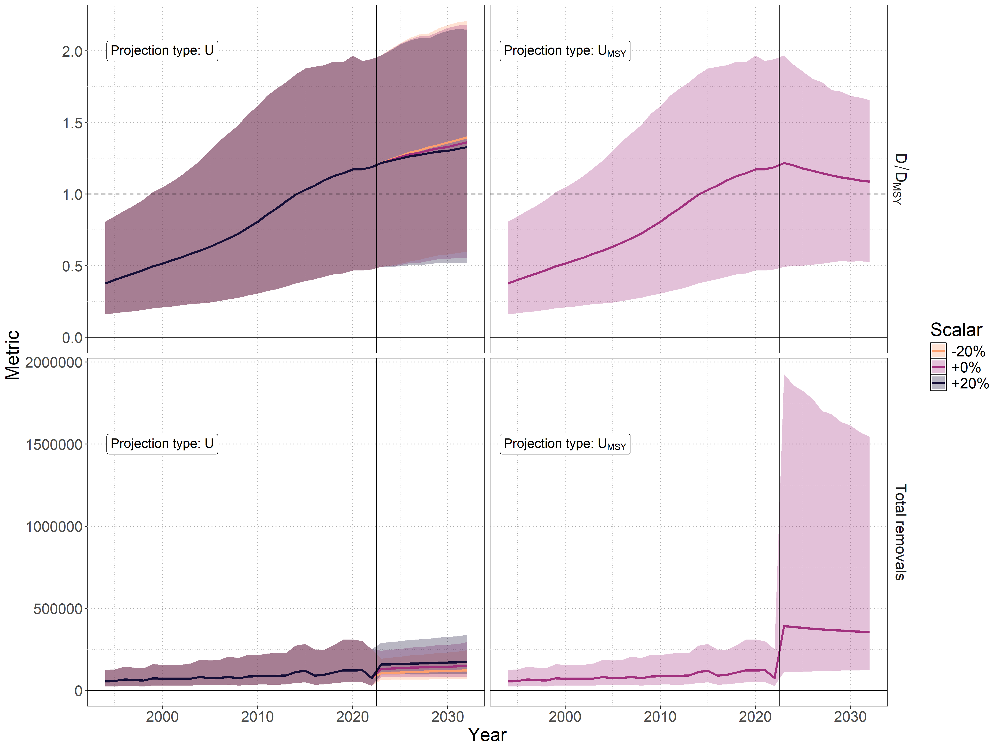 Projection type: U
Projection type: UMSY
2.0
1.5
1.0
0.5
0.0
D/DMSY
Metric
Projection type: U
Projection type: UMSY
2000000
1500000
1000000
500000
0
Total removals
2000
2010
2020
2030
2000
2010
2020
2030
Year
Scalar
-20%
+0%
+20%